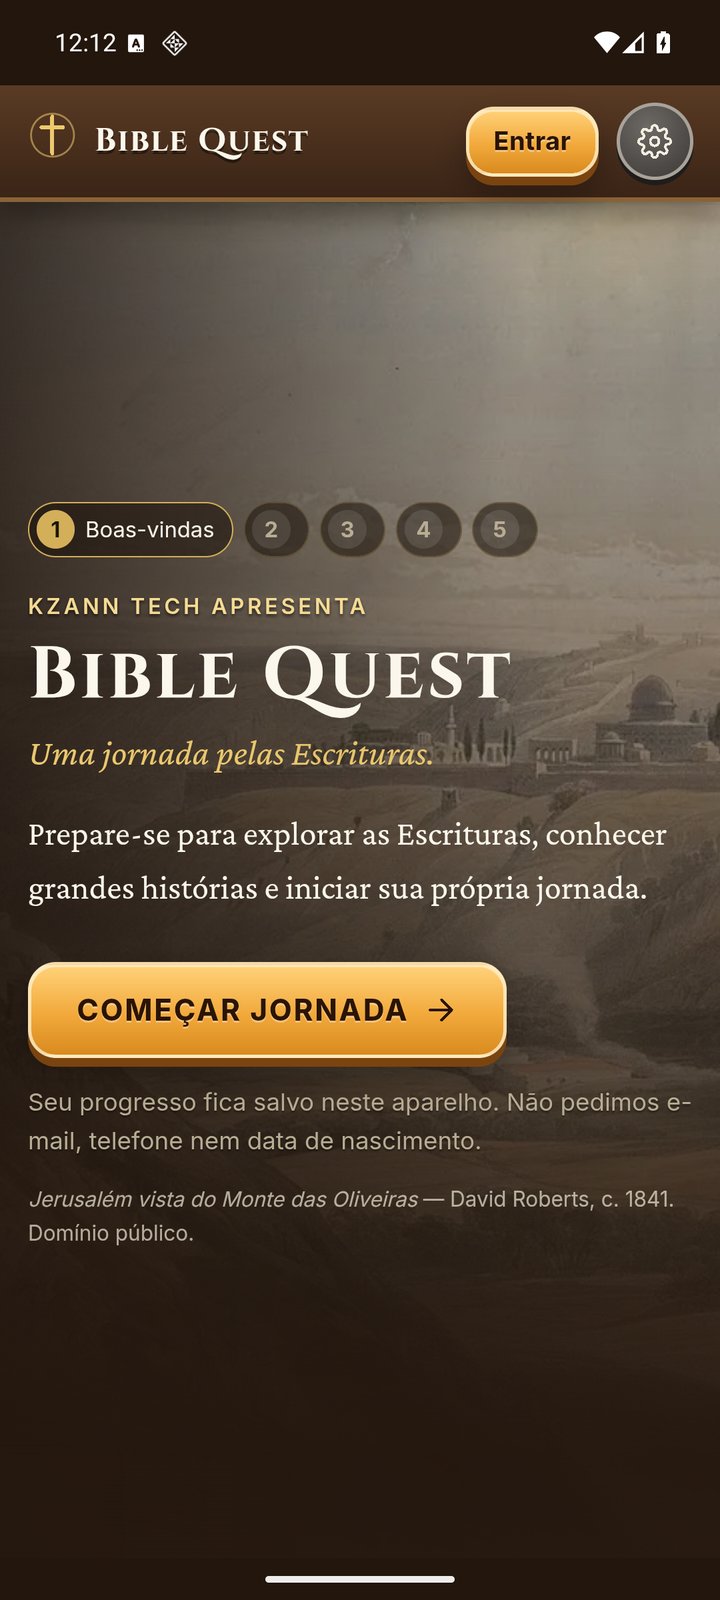 12:12
BIBLE QUEST
Entrar
1 Boas-vindas 2 3 4 5
KZANN TECH APRESENTA
BIBLE QUEST
Uma jornada pelas Escrituras.
Prepare-se para explorar as Escrituras, conhecer
grandes histórias e iniciar sua própria jornada.
COMEÇAR JORNADA →
Seu progresso fica salvo neste aparelho. Não pedimos e-
mail, telefone nem data de nascimento.
Jerusalém vista do Monte das Oliveiras — David Roberts, c. 1841.
Domínio público.